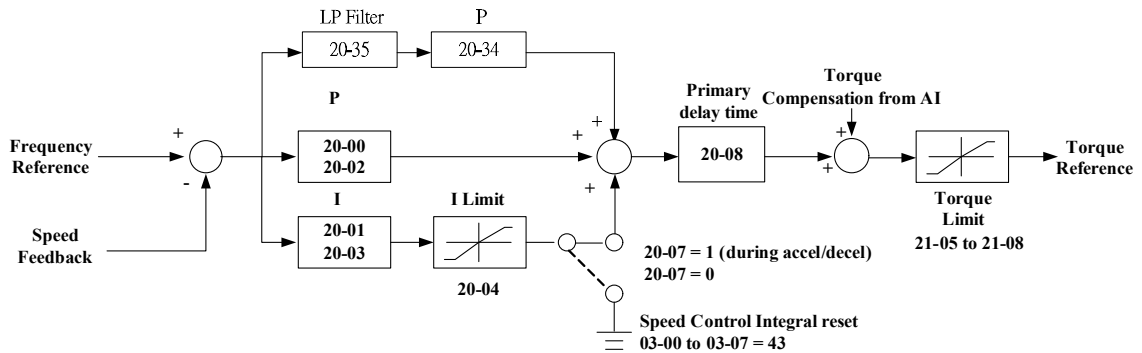 LP Filter
P
20-35
20-34
Torque
Compensation from AI
P
Primary
delay time
+
+
+
+
Frequency
Reference
20-00
20-02
20-08
+
Torque
Reference
-
+
I
I Limit
Torque
Limit
21-05 to 21-08
Speed
Feedback
20-01
20-03
20-07 = 1 (during accel/decel)
20-07 = 0
20-04
Speed Control Integral reset
03-00 to 03-07 = 43